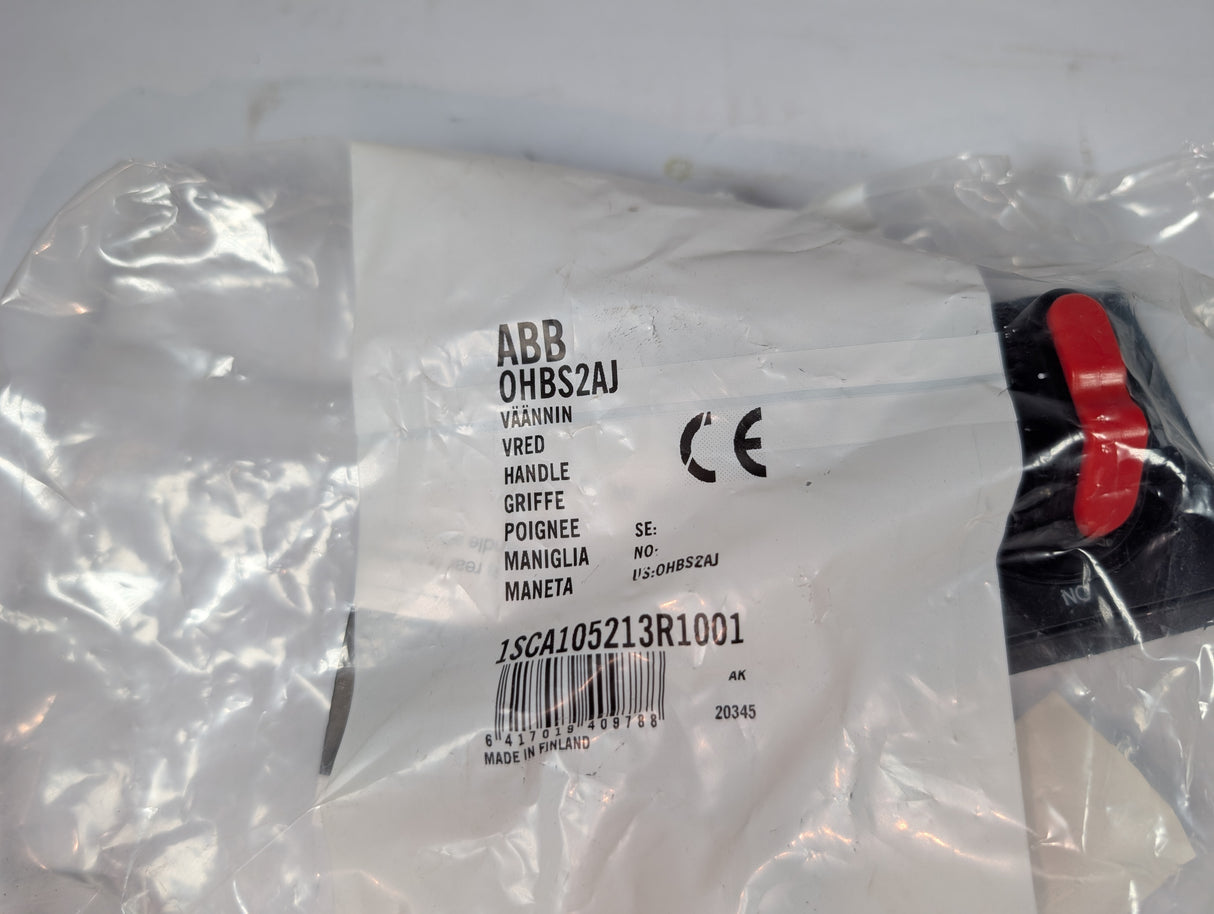 ABB
OHBS2AJ
VÄÄNNIN
VRED
HANDLE
GRIFFE
POIGNEE
MANIGLIA
MANETA
CE
SE:
NO:
US:OHBS2AJ
1SCA105213R1001
AK
20345
6 417019 409788
MADE IN FINLAND
ON